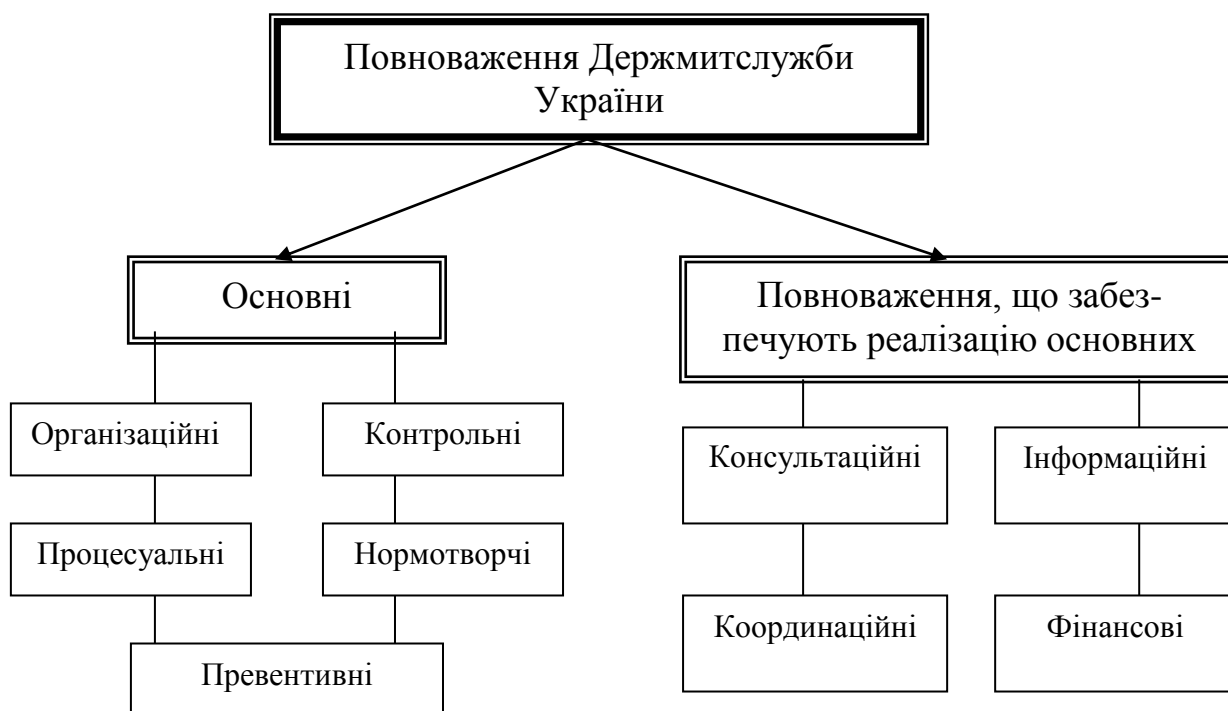 Повноваження Держмитслужби
України
Основні
Повноваження, що забез-
печують реалізацію основних
Організаційні
Контрольні
Консультаційні
Інформаційні
Процесуальні
Нормотворчі
Координаційні
Фінансові
Превентивні